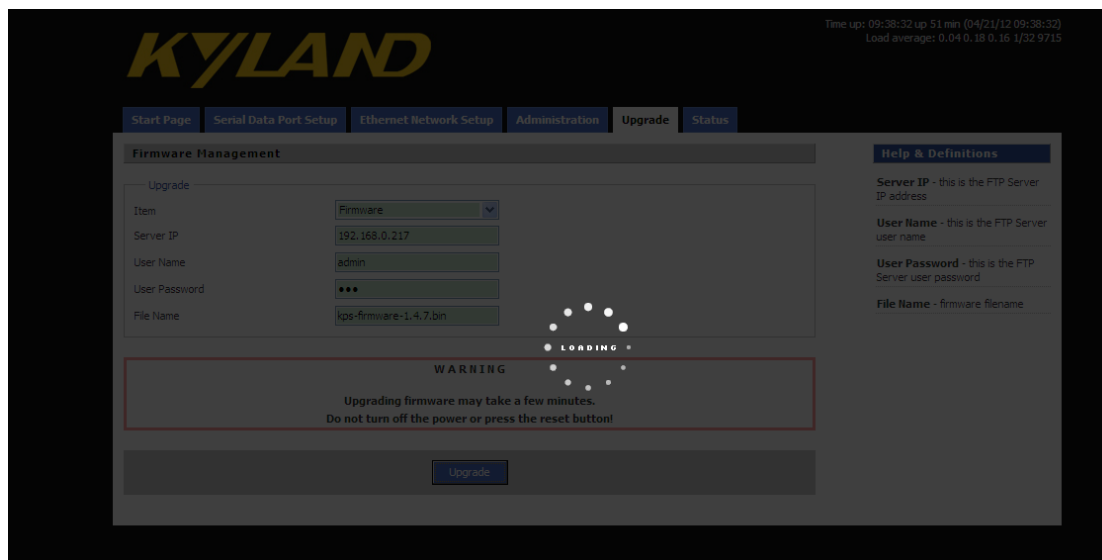 Time up: 09:38:32 up 51 min (04/21/12 09:38:32)
Load average: 0.04 0.18 0.16 1/32 9715
KYLAND
Start Page Serial Data Port Setup Ethernet Network Setup Administration Upgrade Status
Firmware Management
Upgrade
Item Firmware
Server IP 192.168.0.217
User Name admin
User Password ●●●
File Name kps-firmware-1.4.7.bin
LOADING
WARNING
Upgrading firmware may take a few minutes.
Do not turn off the power or press the reset button!
Upgrade
Help & Definitions
Server IP - this is the FTP Server
IP address
User Name - this is the FTP Server
user name
User Password - this is the FTP
Server user password
File Name - firmware filename